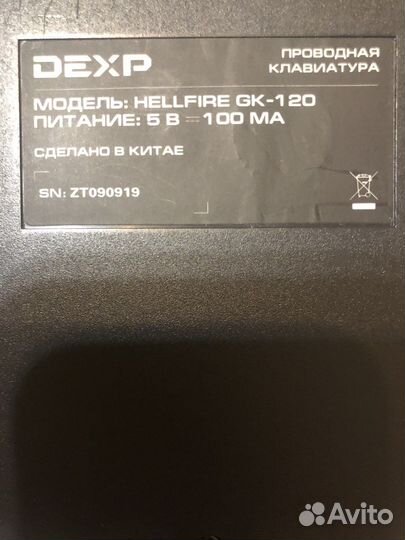 DEXP
ПРОВОДНАЯ
КЛАВИАТУРА
МОДЕЛЬ: HELLFIRE GK-120
ПИТАНИЕ: 5 В = 100 МА
СДЕЛАНО В КИТАЕ
SN: ZT090919
Avito